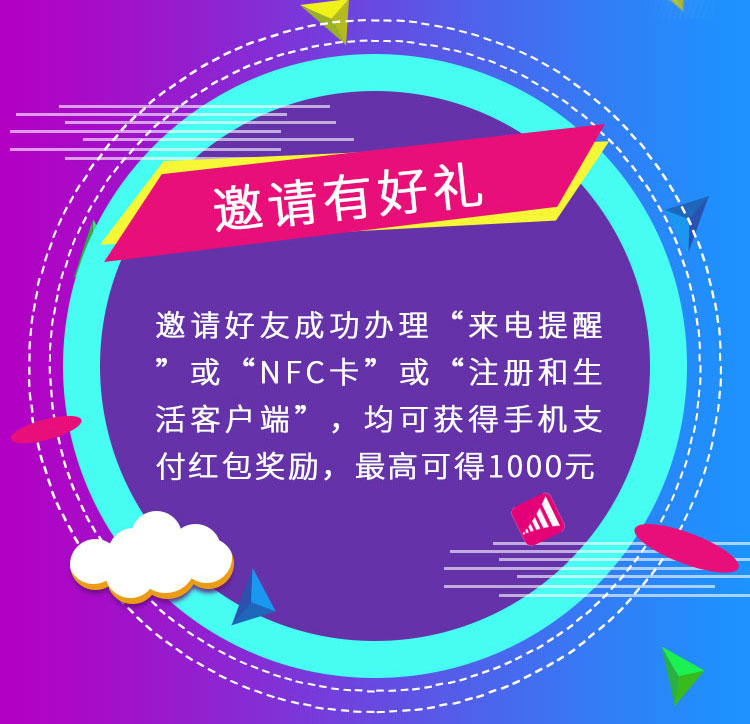 邀请有好礼
邀请好友成功办理“来电提醒
”或“NFC卡”或“注册和生
活客户端”，均可获得手机支
付红包奖励，最高可得1000元